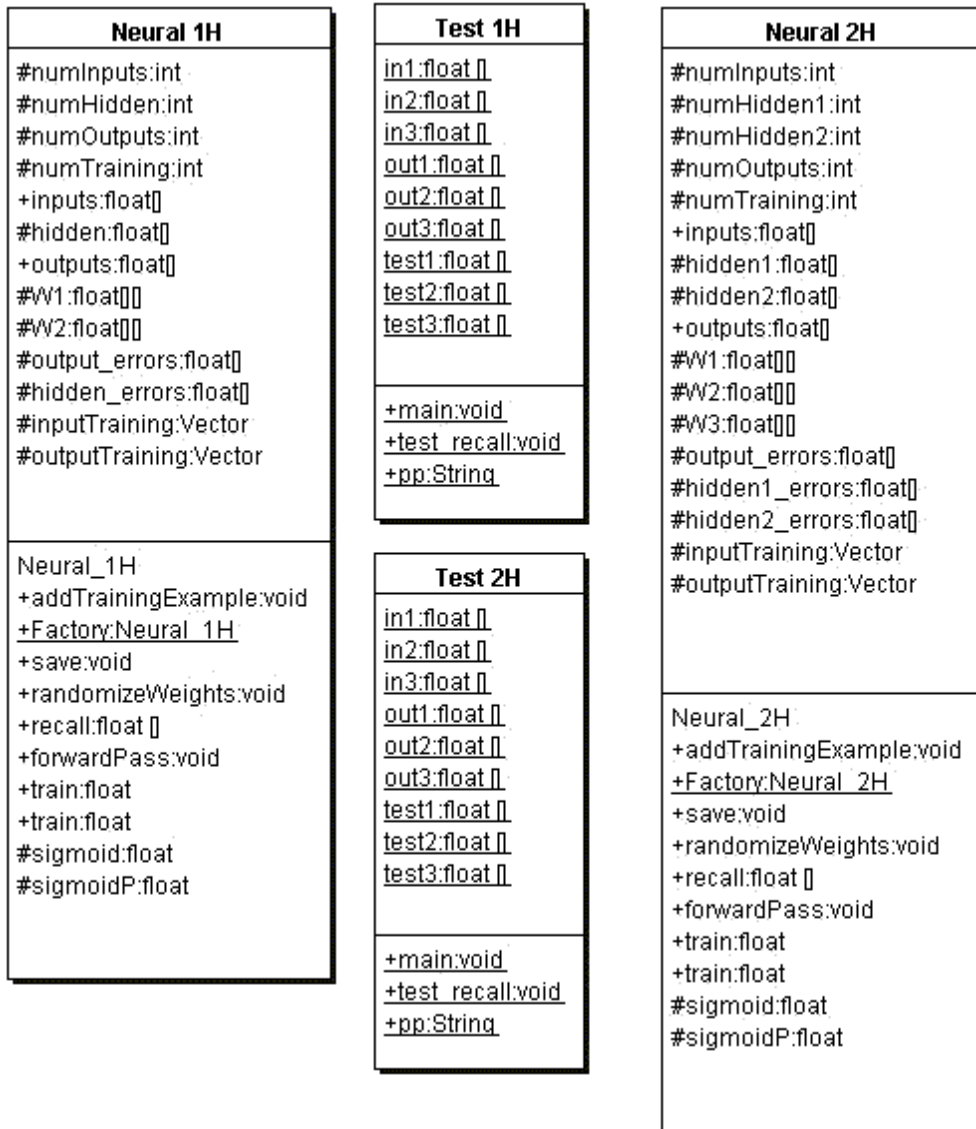 Neural 1H
#numInputs:int
#numHidden:int
#numOutputs:int
#numTraining:int
+inputs:float[]
#hidden:float[]
+outputs:float[]
#W1:float[][]
#W2:float[][]
#output_errors:float[]
#hidden_errors:float[]
#inputTraining:Vector
#outputTraining:Vector
Neural_1H
+addTrainingExample:void
+Factory:Neural_1H
+save:void
+randomizeWeights:void
+recall:float []
+forwardPass:void
+train:float
+train:float
#sigmoid:float
#sigmoidP:float
Test 1H
in1:float []
in2:float []
in3:float []
out1:float []
out2:float []
out3:float []
test1:float []
test2:float []
test3:float []
+main:void
+test_recall:void
+pp:String
Test 2H
in1:float []
in2:float []
in3:float []
out1:float []
out2:float []
out3:float []
test1:float []
test2:float []
test3:float []
+main:void
+test_recall:void
+pp:String
Neural 2H
#numInputs:int
#numHidden1:int
#numHidden2:int
#numOutputs:int
#numTraining:int
+inputs:float[]
#hidden1:float[]
#hidden2:float[]
+outputs:float[]
#W1:float[][]
#W2:float[][]
#W3:float[][]
#output_errors:float[]
#hidden1_errors:float[]
#hidden2_errors:float[]
#inputTraining:Vector
#outputTraining:Vector
Neural_2H
+addTrainingExample:void
+Factory:Neural_2H
+save:void
+randomizeWeights:void
+recall:float []
+forwardPass:void
+train:float
+train:float
#sigmoid:float
#sigmoidP:float